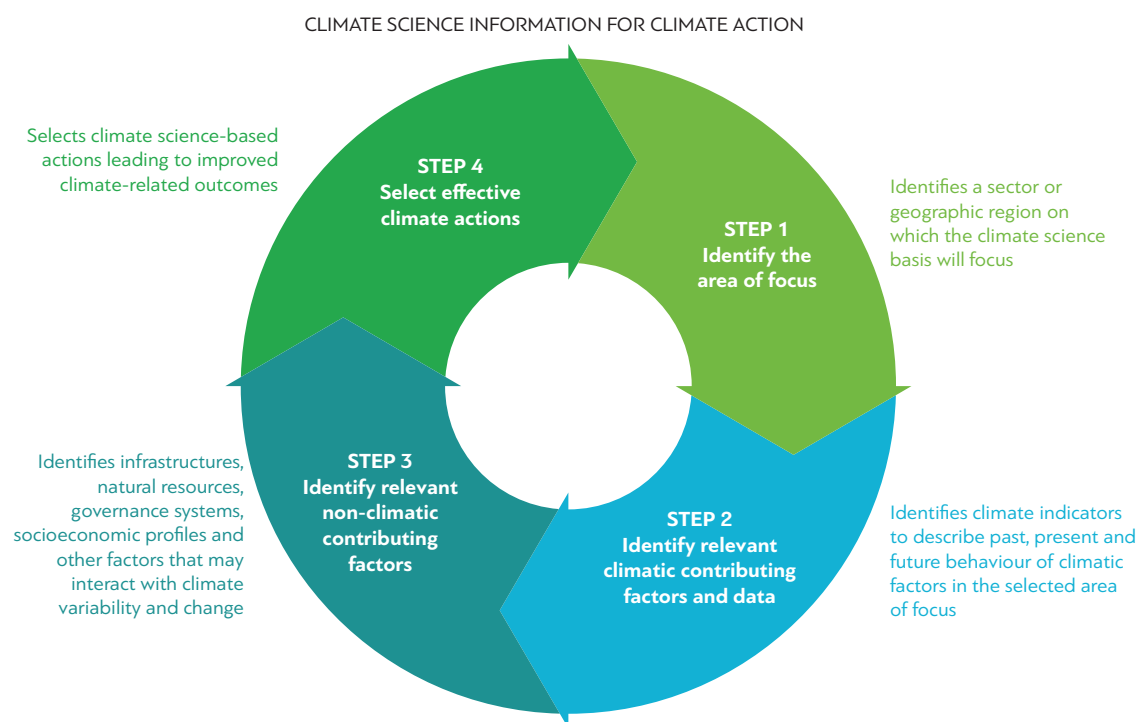 CLIMATE SCIENCE INFORMATION FOR CLIMATE ACTION
STEP 1
Identify the
area of focus
Identifies a sector or
geographic region on
which the climate science
basis will focus
STEP 2
Identify relevant
climatic contributing
factors and data
Identifies climate indicators
to describe past, present and
future behaviour of climatic
factors in the selected area
of focus
STEP 3
Identify relevant
non-climatic
contributing
factors
Identifies infrastructures,
natural resources,
governance systems,
socioeconomic profiles and
other factors that may
interact with climate
variability and change
STEP 4
Select effective
climate actions
Selects climate science-based
actions leading to improved
climate-related outcomes